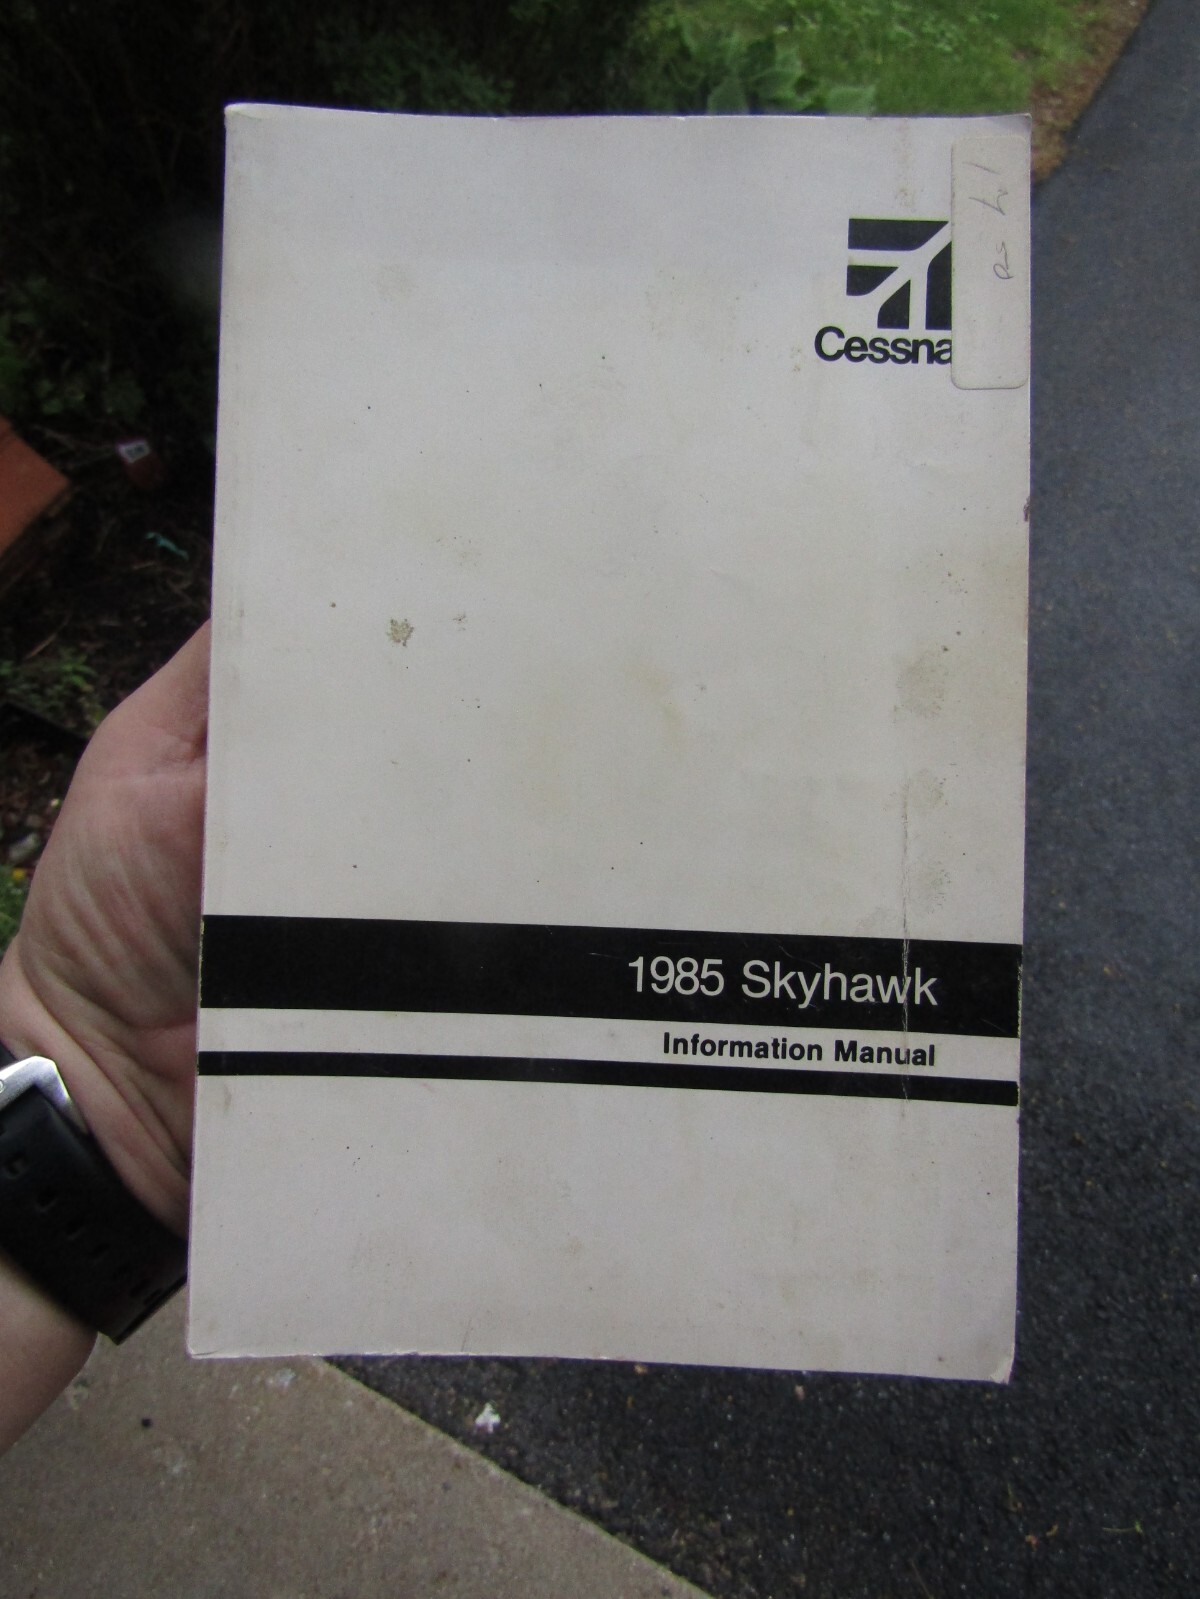 Cessna
1985 Skyhawk
Information Manual